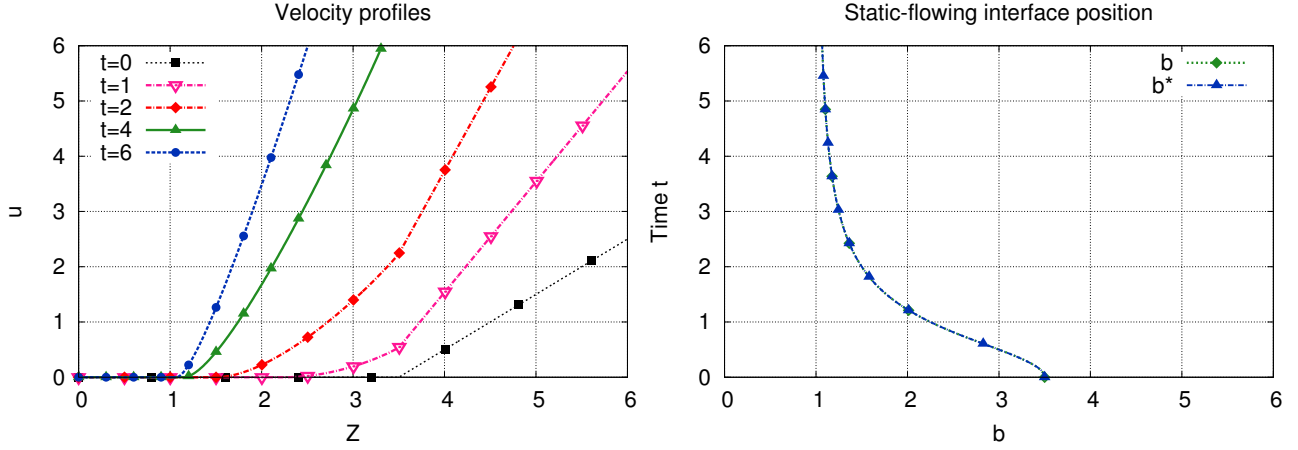 Velocity profiles
6
5
4
3
2
1
0
0 1 2 3 4 5 6
u
Z
t=0
t=1
t=2
t=4
t=6
Static-flowing interface position
6
5
4
3
2
1
0
0 1 2 3 4 5 6
Time t
b
b
b*